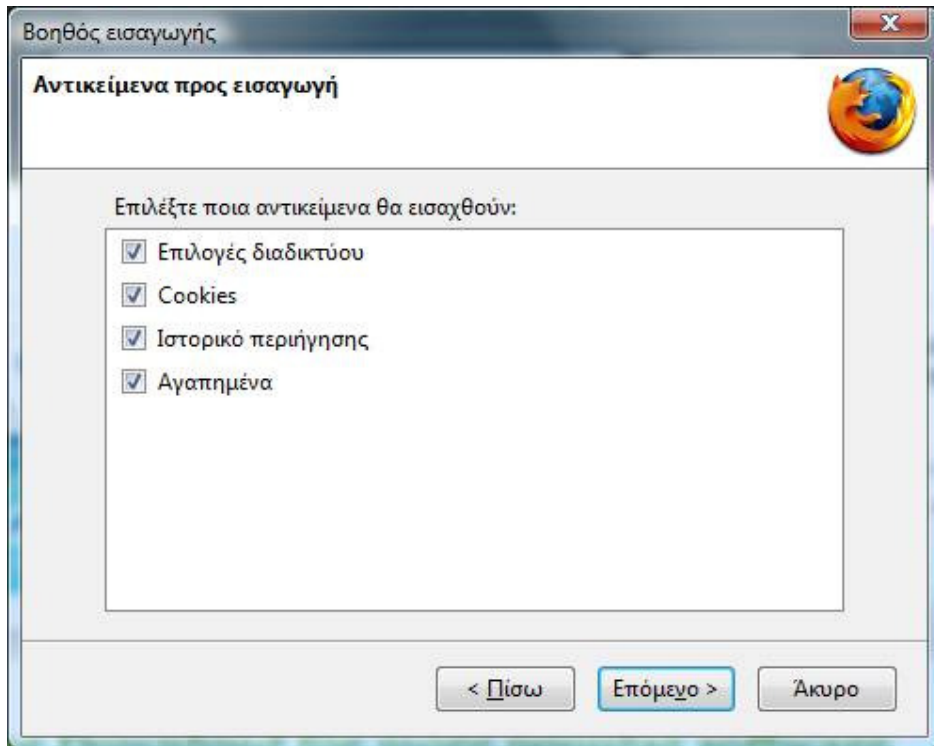 Βοηθός εισαγωγής
Αντικείμενα προς εισαγωγή
Επιλέξτε ποια αντικείμενα θα εισαχθούν:
Επιλογές διαδικτύου
Cookies
Ιστορικό περιήγησης
Αγαπημένα
< Πίσω Επόμενο > Άκυρο